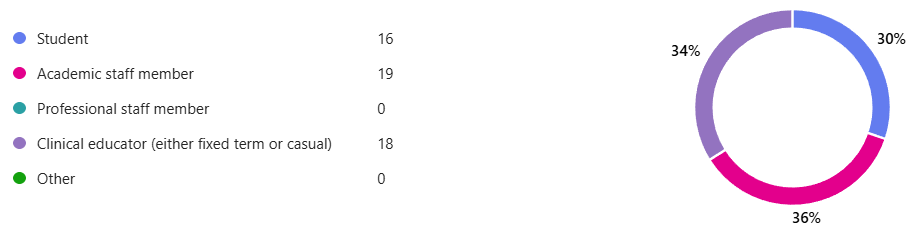 Student 16
Academic staff member 19
Professional staff member 0
Clinical educator (either fixed term or casual) 18
Other 0
34%
30%
36%